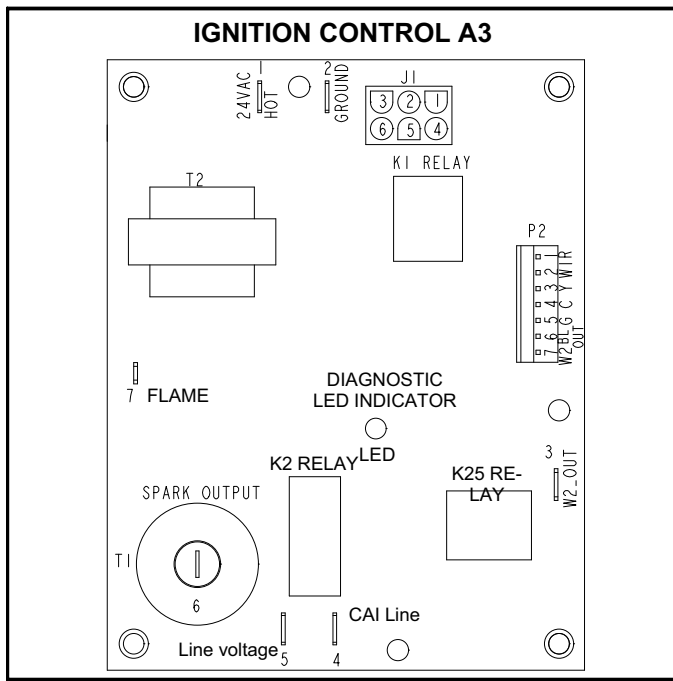 IGNITION CONTROL A3
1
24VAC
HOT
2
GROUND
J1
3 2 1
6 5 4
K1 RELAY
T2
P2
1 R
2 W1
3 Y
4 C
5 G
6 BL
7 W2
OUT
7 FLAME
DIAGNOSTIC
LED INDICATOR
LED
K2 RELAY
K25 RE-
LAY
3
W2_OUT
SPARK OUTPUT
T1
6
CAI Line
Line voltage
5
4